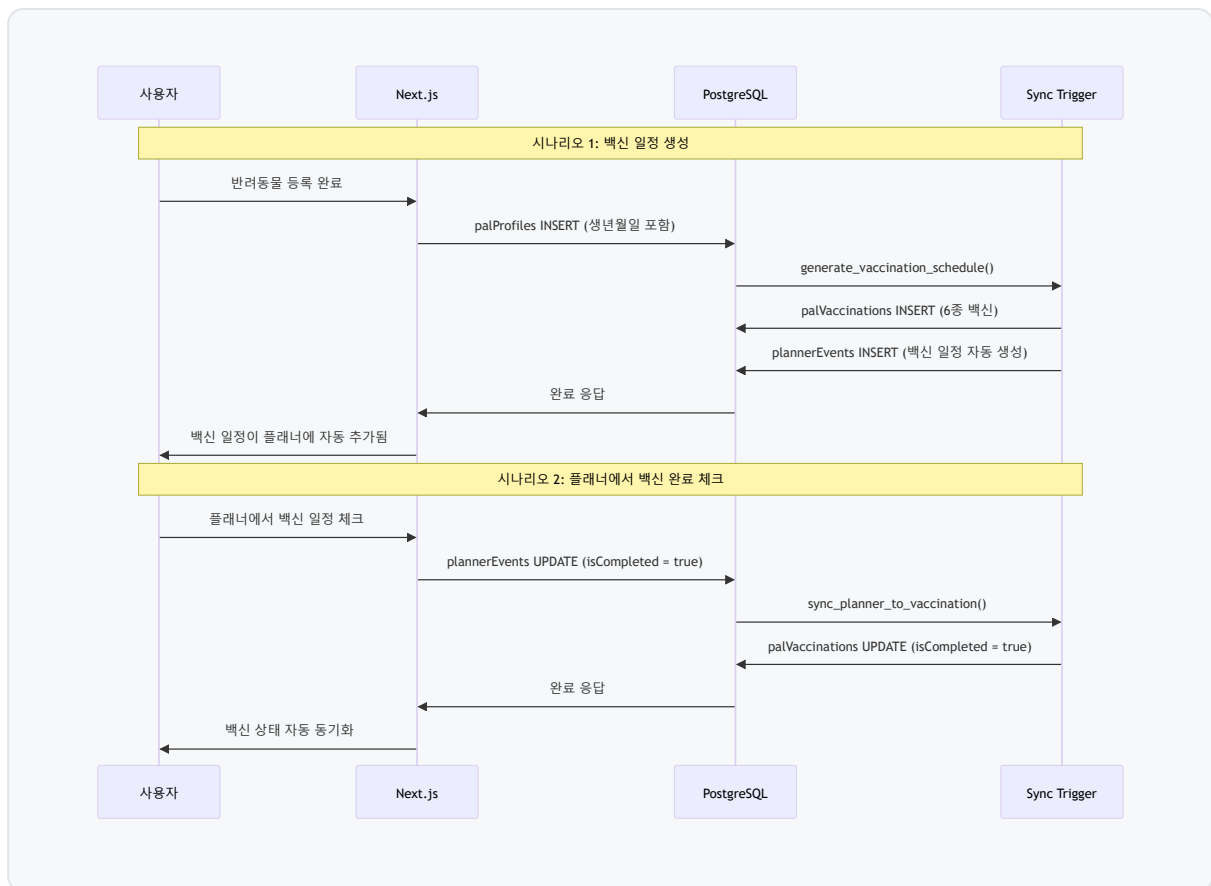 사용자
Next.js
PostgreSQL
Sync Trigger
시나리오 1: 백신 일정 생성
반려동물 등록 완료
palProfiles INSERT (생년월일 포함)
generate_vaccination_schedule()
palVaccinations INSERT (6종 백신)
plannerEvents INSERT (백신 일정 자동 생성)
완료 응답
백신 일정이 플래너에 자동 추가됨
시나리오 2: 플래너에서 백신 완료 체크
플래너에서 백신 일정 체크
plannerEvents UPDATE (isCompleted = true)
sync_planner_to_vaccination()
palVaccinations UPDATE (isCompleted = true)
완료 응답
백신 상태 자동 동기화
사용자
Next.js
PostgreSQL
Sync Trigger